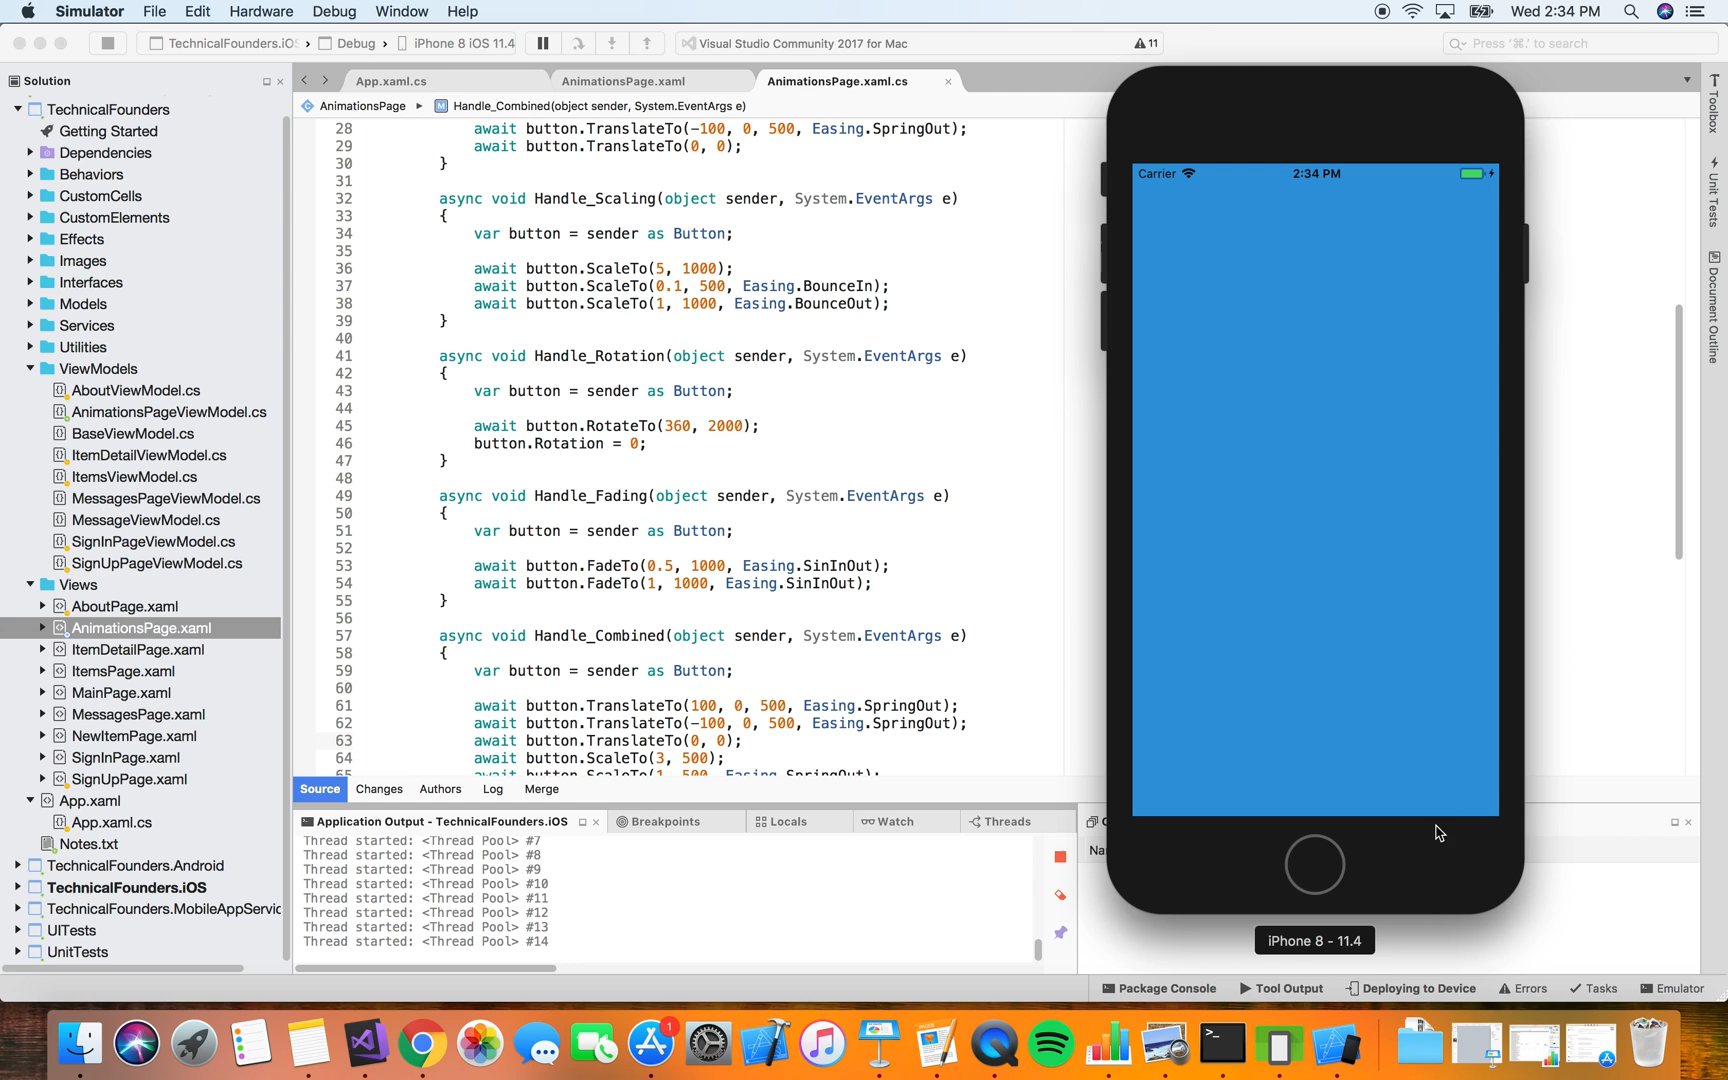 Simulator File Edit Hardware Debug Window Help
Wed 2:34 PM
TechnicalFounders.iO
Debug
iPhone 8 iOS 11.4
Visual Studio Community 2017 for Mac
11
Press '⌘.' to search
Solution
TechnicalFounders
Getting Started
Dependencies
Behaviors
CustomCells
CustomElements
Effects
Images
Interfaces
Models
Services
Utilities
ViewModels
AboutViewModel.cs
AnimationsPageViewModel.cs
BaseViewModel.cs
ItemDetailViewModel.cs
ItemsViewModel.cs
MessagesPageViewModel.cs
MessageViewModel.cs
SignInPageViewModel.cs
SignUpPageViewModel.cs
Views
AboutPage.xaml
AnimationsPage.xaml
ItemDetailPage.xaml
ItemsPage.xaml
MainPage.xaml
MessagesPage.xaml
NewItemPage.xaml
SignInPage.xaml
SignUpPage.xaml
App.xaml
App.xaml.cs
Notes.txt
TechnicalFounders.Android
TechnicalFounders.iOS
TechnicalFounders.MobileAppServic
UITests
UnitTests
App.xaml.cs
AnimationsPage.xaml
AnimationsPage.xaml.cs
AnimationsPage
Handle_Combined(object sender, System.EventArgs e)
28 await button.TranslateTo(-100, 0, 500, Easing.SpringOut);
29 await button.TranslateTo(0, 0);
30 }
31
32 async void Handle_Scaling(object sender, System.EventArgs e)
33 {
34 var button = sender as Button;
35
36 await button.ScaleTo(5, 1000);
37 await button.ScaleTo(0.1, 500, Easing.BounceIn);
38 await button.ScaleTo(1, 1000, Easing.BounceOut);
39 }
40
41 async void Handle_Rotation(object sender, System.EventArgs e)
42 {
43 var button = sender as Button;
44
45 await button.RotateTo(360, 2000);
46 button.Rotation = 0;
47 }
48
49 async void Handle_Fading(object sender, System.EventArgs e)
50 {
51 var button = sender as Button;
52
53 await button.FadeTo(0.5, 1000, Easing.SinInOut);
54 await button.FadeTo(1, 1000, Easing.SinInOut);
55 }
56
57 async void Handle_Combined(object sender, System.EventArgs e)
58 {
59 var button = sender as Button;
60
61 await button.TranslateTo(100, 0, 500, Easing.SpringOut);
62 await button.TranslateTo(-100, 0, 500, Easing.SpringOut);
63 await button.TranslateTo(0, 0);
64 await button.ScaleTo(3, 500);
65 await button.ScaleTo(1, 500, Easing.SpringOut);
Source Changes Authors Log Merge
Application Output - TechnicalFounders.iOS
Breakpoints
Locals
Watch
Threads
Thread started: <Thread Pool> #7
Thread started: <Thread Pool> #8
Thread started: <Thread Pool> #9
Thread started: <Thread Pool> #10
Thread started: <Thread Pool> #11
Thread started: <Thread Pool> #12
Thread started: <Thread Pool> #13
Thread started: <Thread Pool> #14
C
Na
Carrier
2:34 PM
iPhone 8 - 11.4
Toolbox
Unit Tests
Document Outline
Package Console
Tool Output
Deploying to Device
Errors
Tasks
Emulator
1